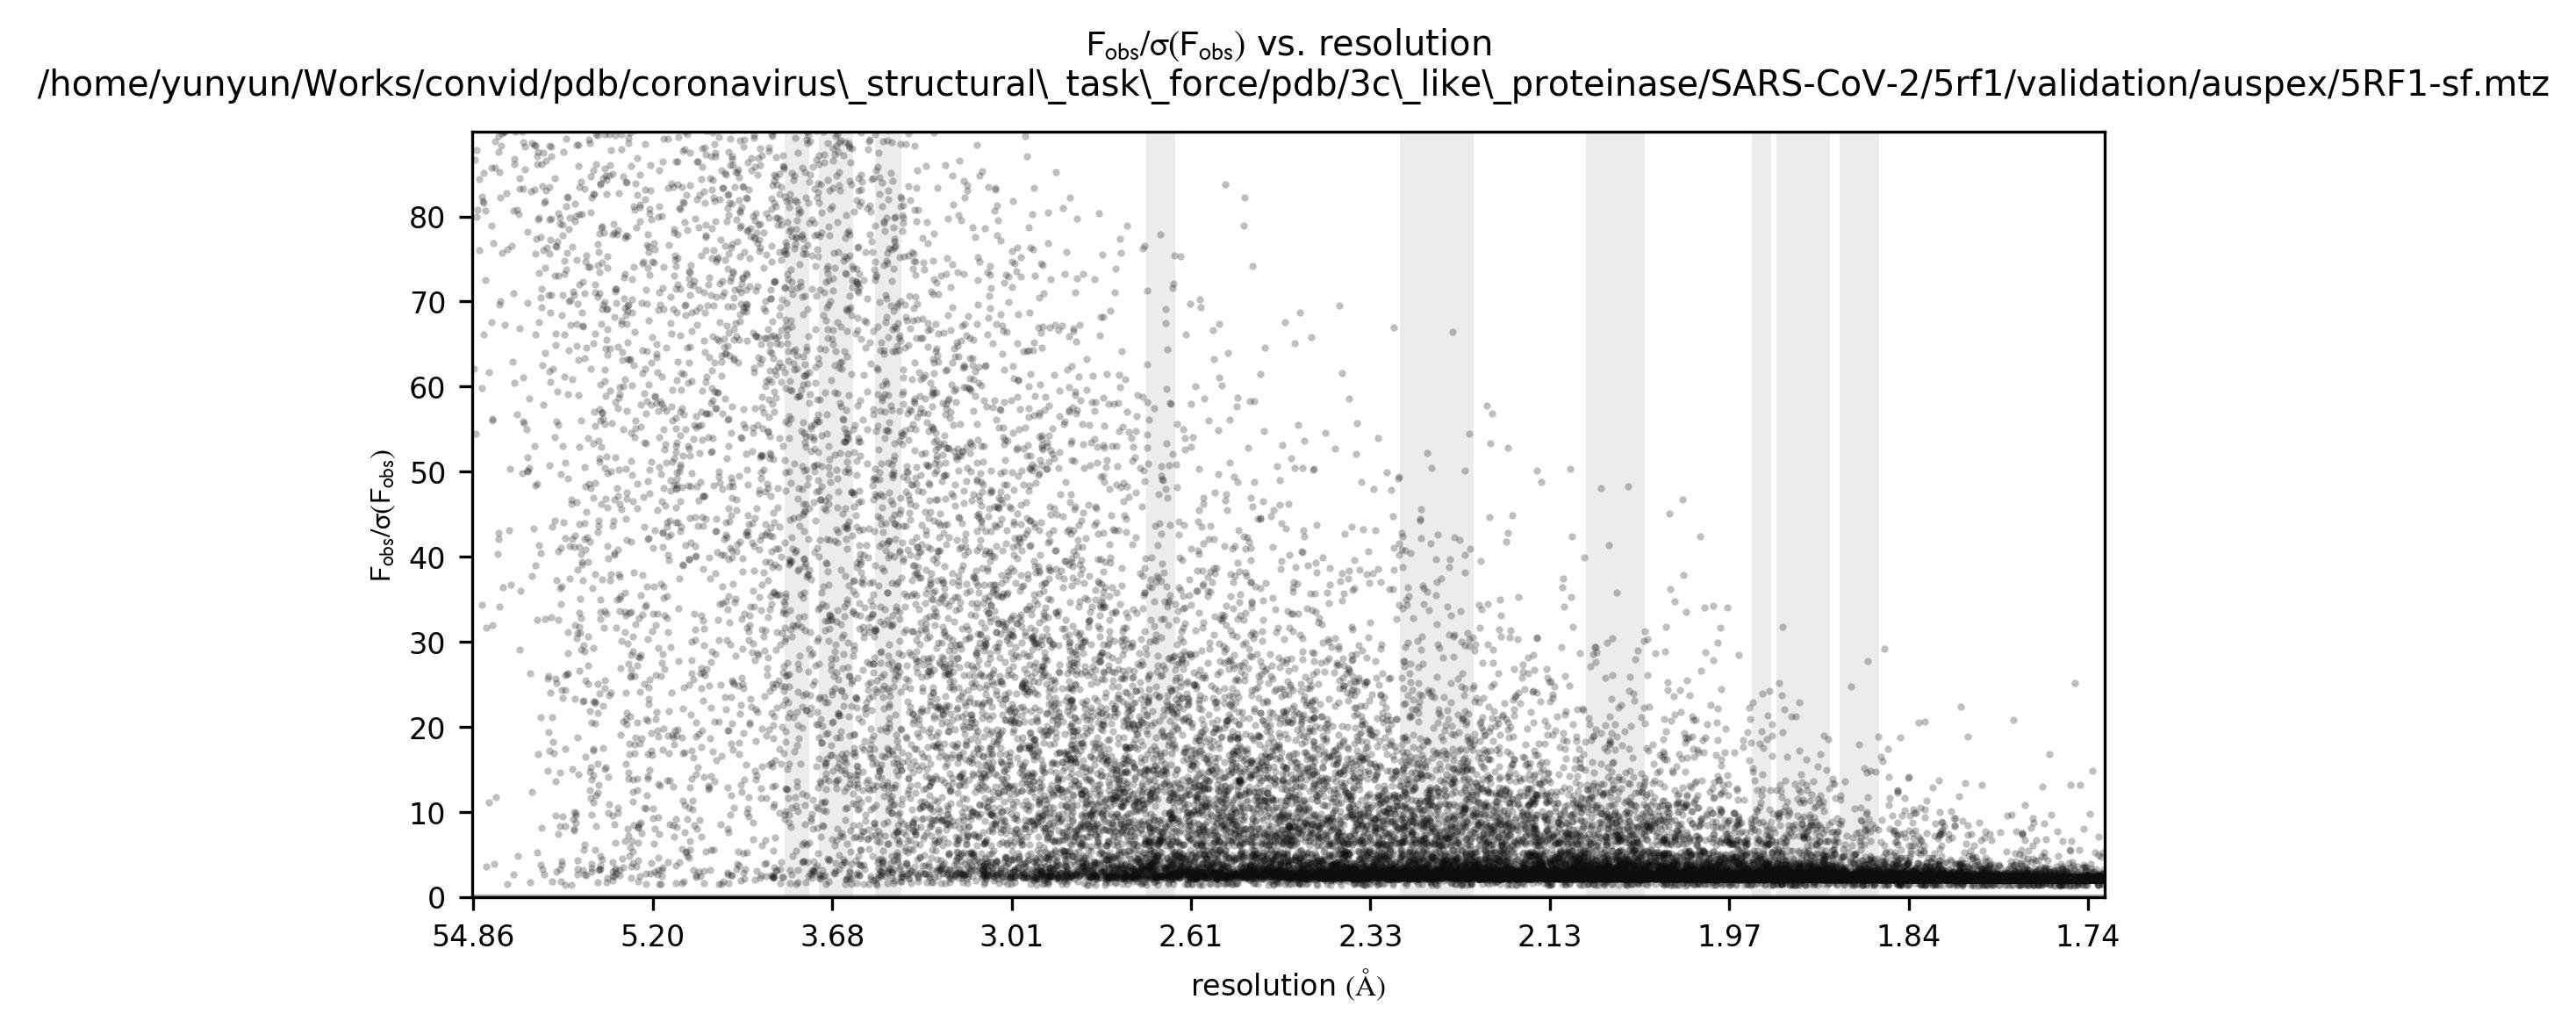 Fobs/σ(Fobs) vs. resolution
/home/yunyun/Works/convid/pdb/coronavirus\_structural\_task\_force/pdb/3c\_like\_proteinase/SARS-CoV-2/5rf1/validation/auspex/5RF1-sf.mtz
Fobs/σ(Fobs)
80
70
60
50
40
30
20
10
0
54.86 5.20 3.68 3.01 2.61 2.33 2.13 1.97 1.84 1.74
resolution (Å)